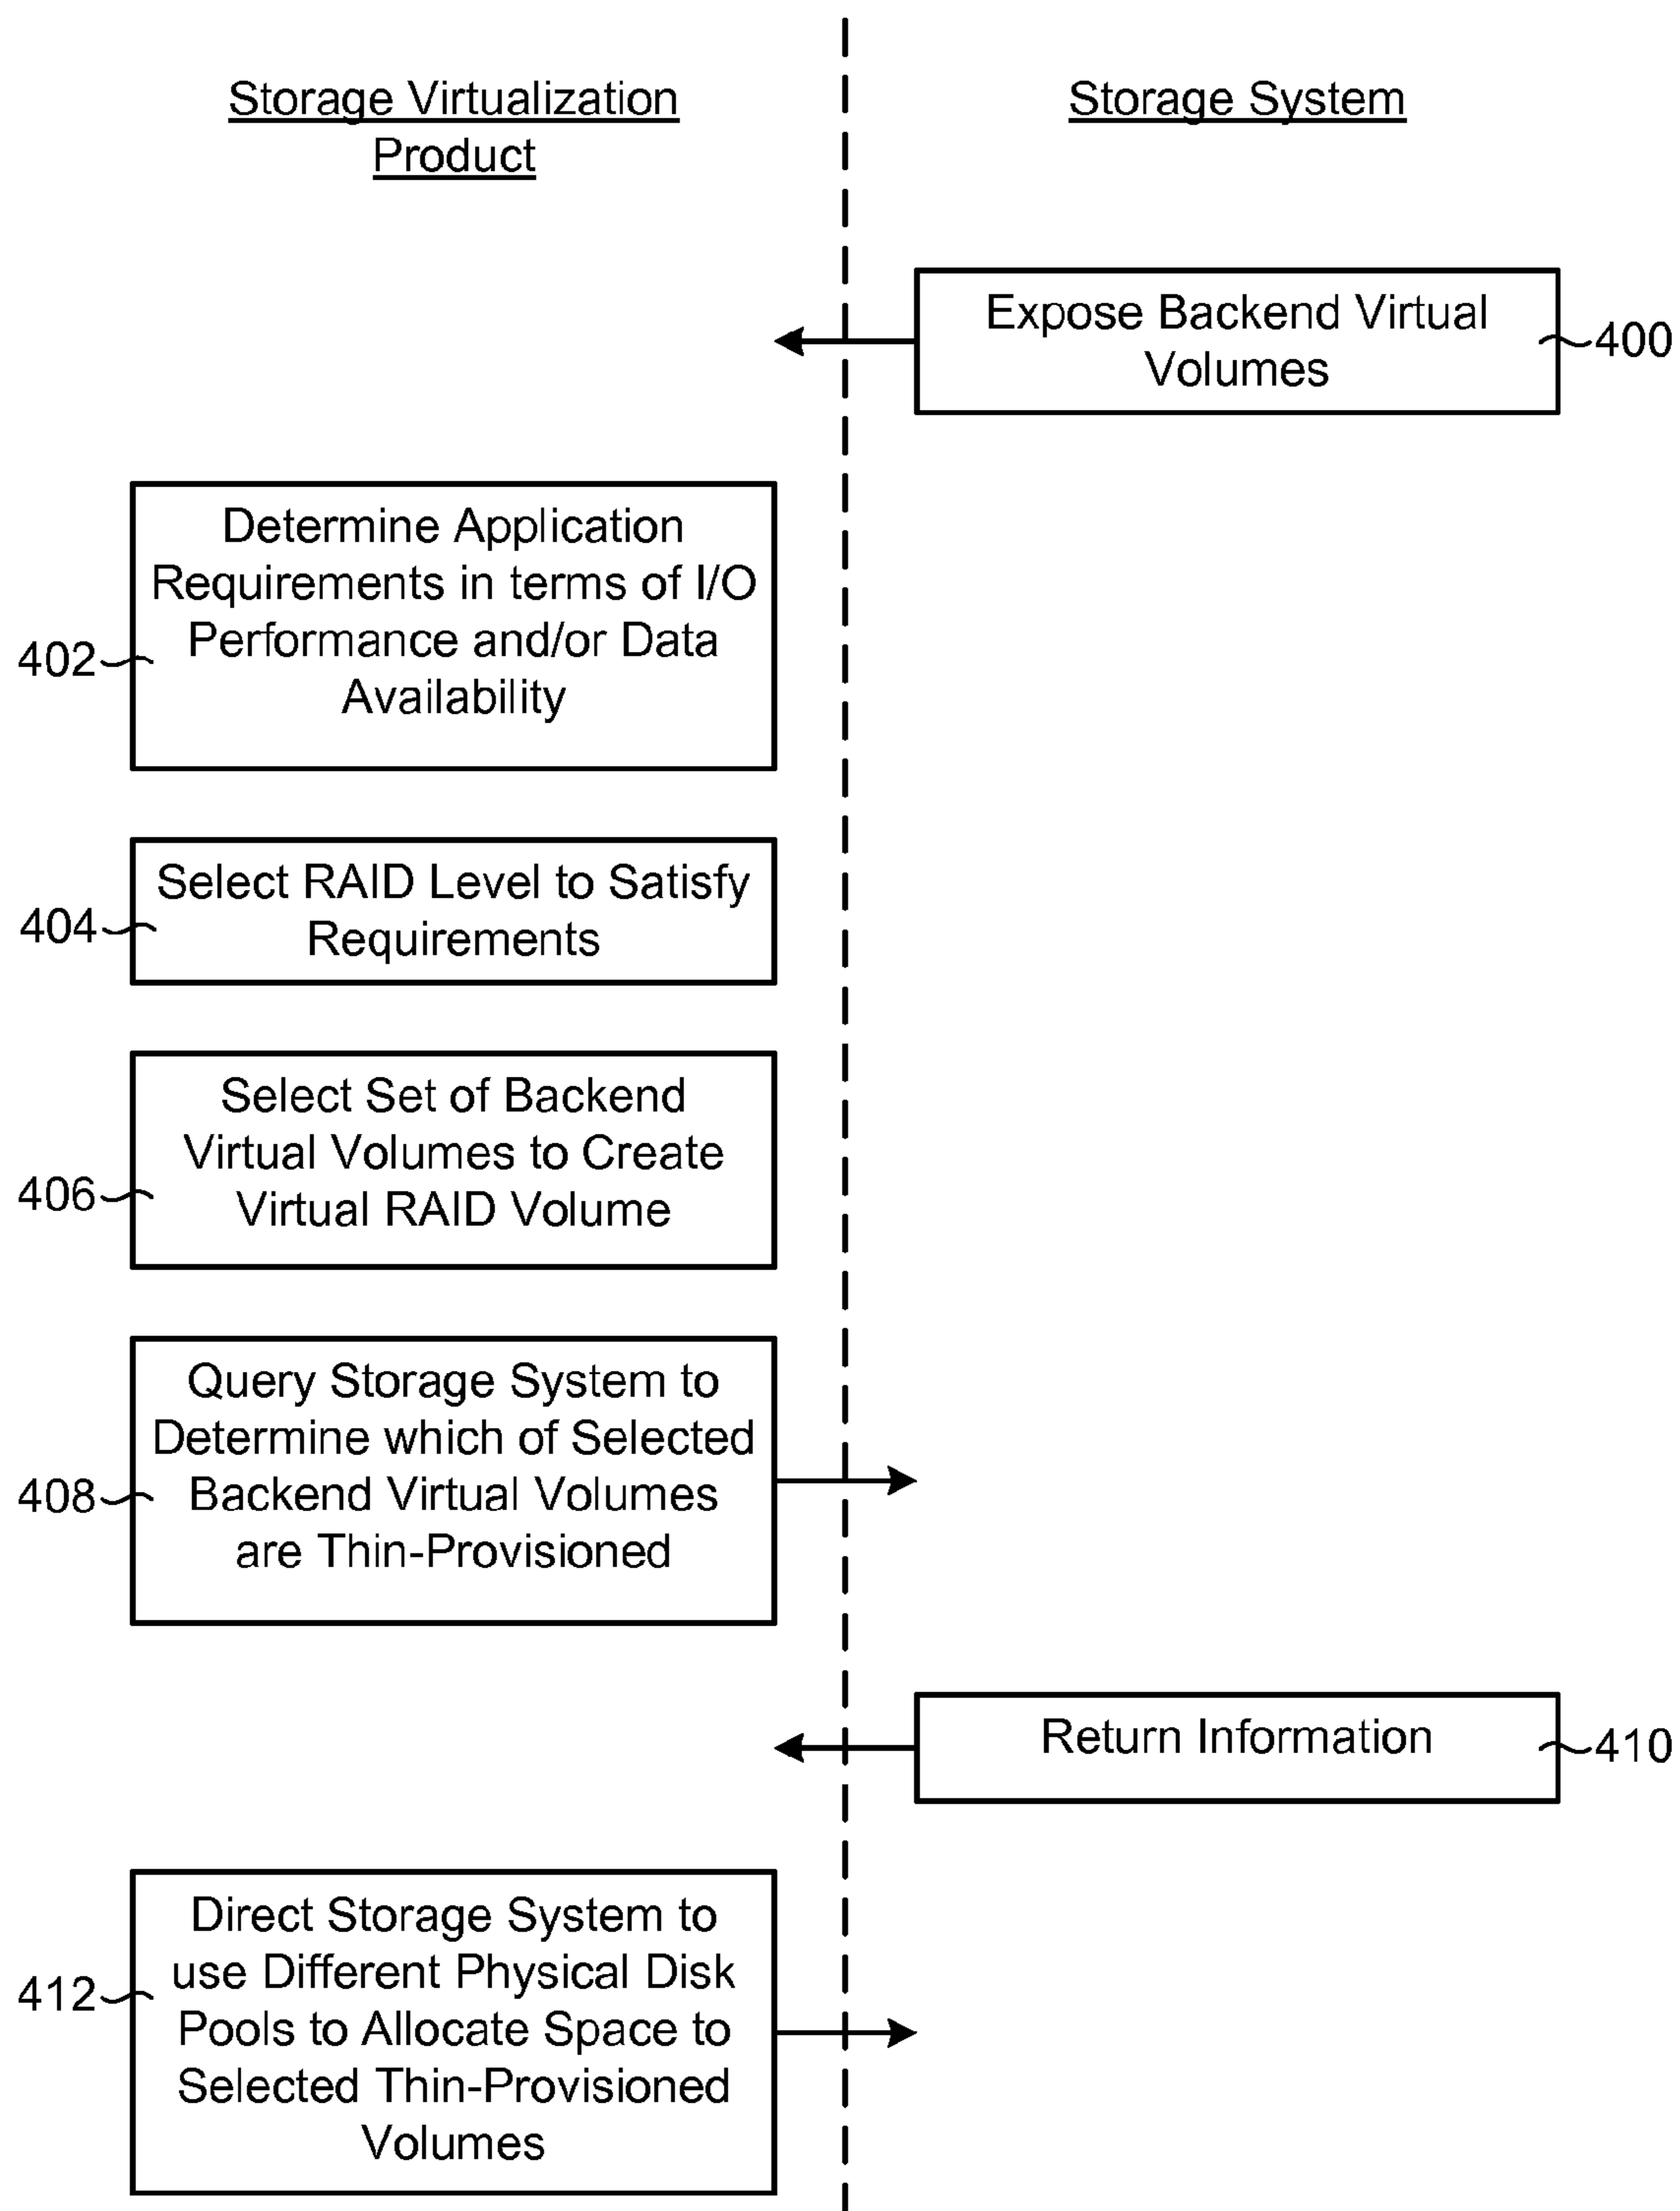 Storage Virtualization
Product
Storage System
Expose Backend Virtual
Volumes
400
Determine Application
Requirements in terms of I/O
Performance and/or Data
Availability
402
Select RAID Level to Satisfy
Requirements
404
Select Set of Backend
Virtual Volumes to Create
Virtual RAID Volume
406
Query Storage System to
Determine which of Selected
Backend Virtual Volumes
are Thin-Provisioned
408
Return Information
410
Direct Storage System to
use Different Physical Disk
Pools to Allocate Space to
Selected Thin-Provisioned
Volumes
412